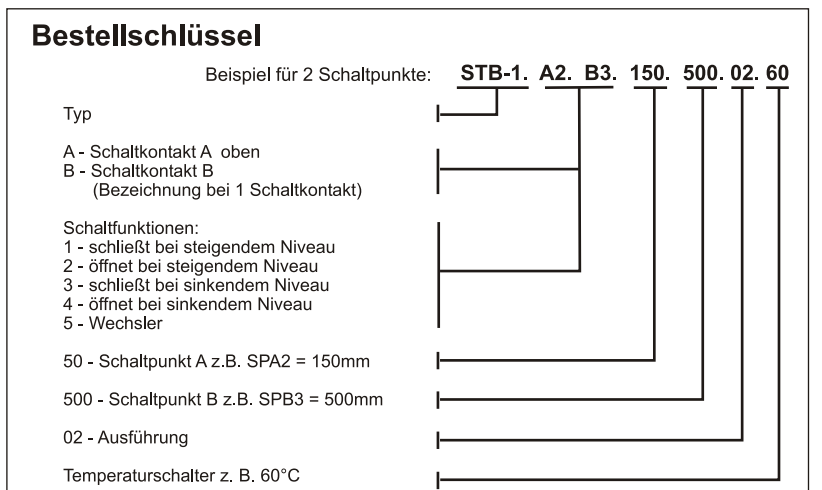 Bestellschlüssel
Beispiel für 2 Schaltpunkte: STB-1. A2. B3. 150. 500. 02. 60
Typ
A - Schaltkontakt A oben
B - Schaltkontakt B
(Bezeichnung bei 1 Schaltkontakt)
Schaltfunktionen:
1 - schließt bei steigendem Niveau
2 - öffnet bei steigendem Niveau
3 - schließt bei sinkendem Niveau
4 - öffnet bei sinkendem Niveau
5 - Wechsler
50 - Schaltpunkt A z.B. SPA2 = 150mm
500 - Schaltpunkt B z.B. SPB3 = 500mm
02 - Ausführung
Temperaturschalter z. B. 60°C